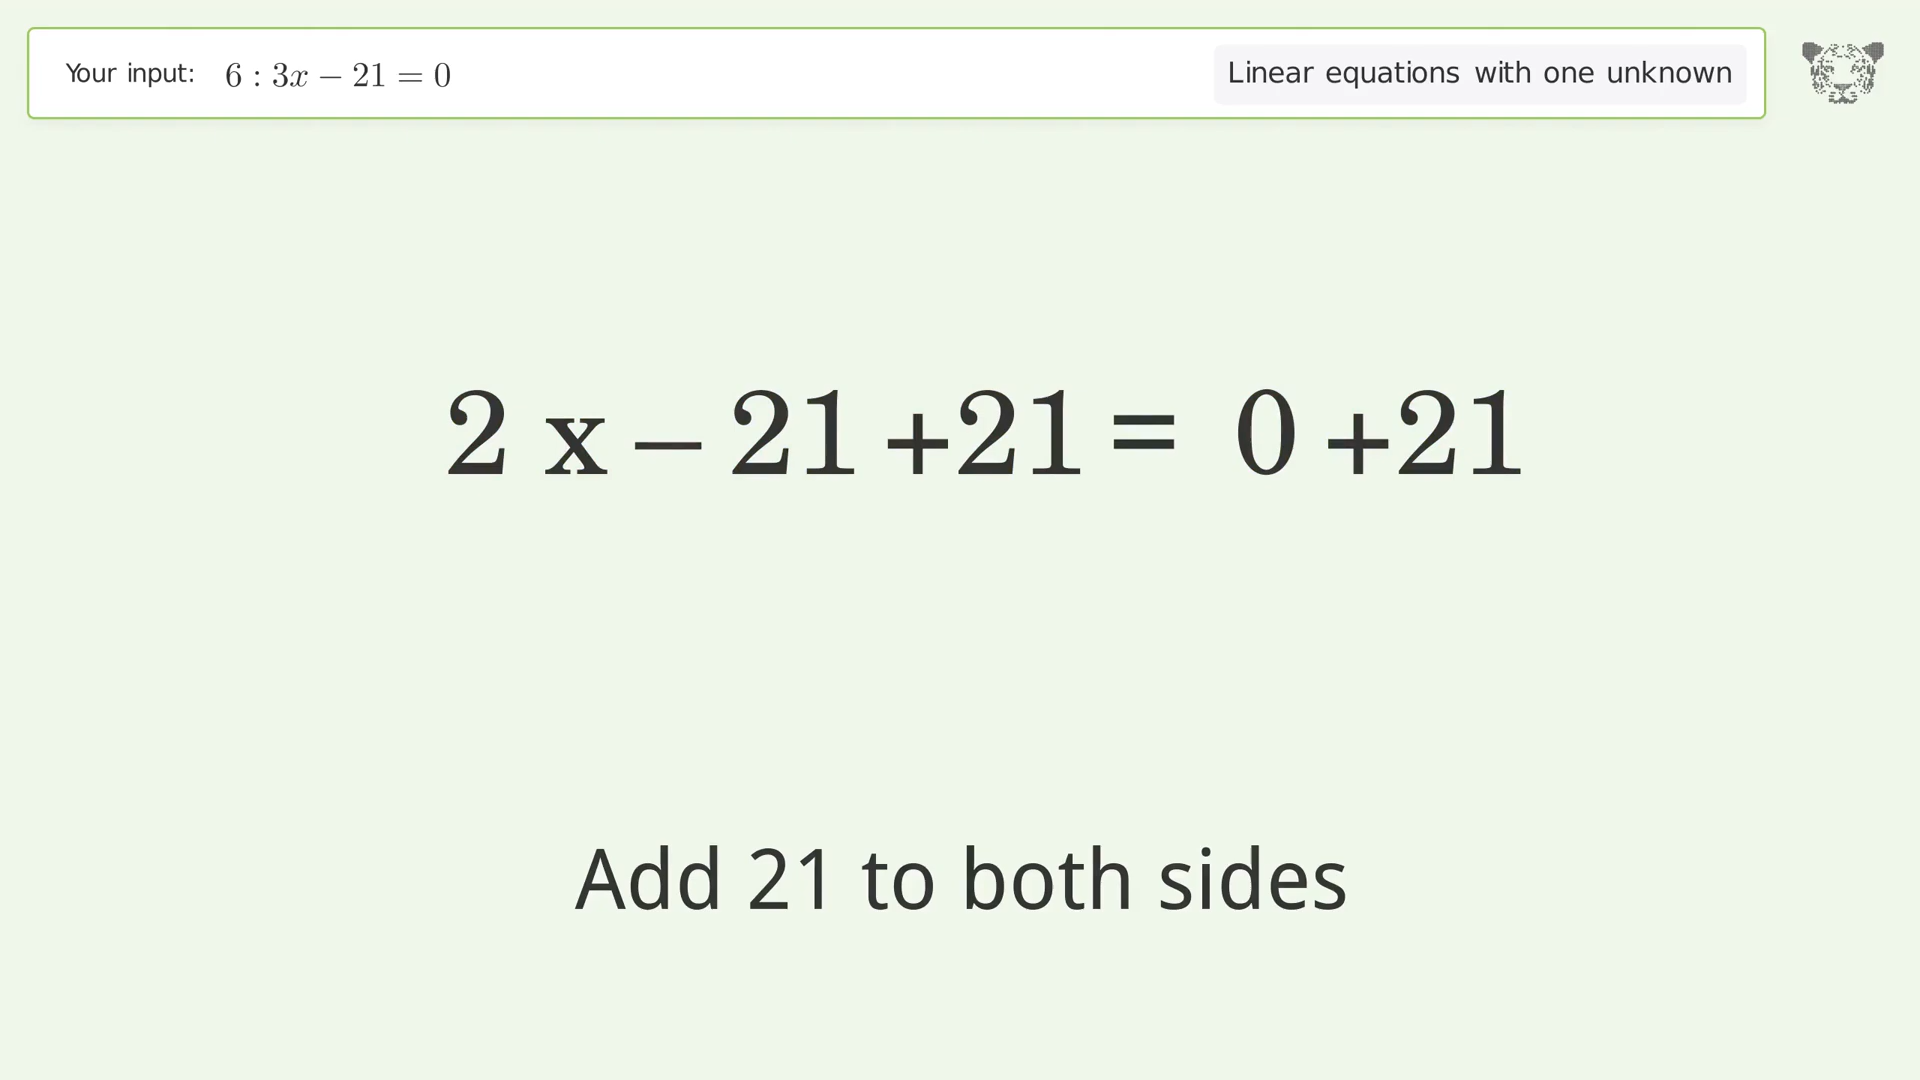 Your input: 6 : 3x − 21 = 0
Linear equations with one unknown
2 x − 21 +21 = 0 +21
Add 21 to both sides